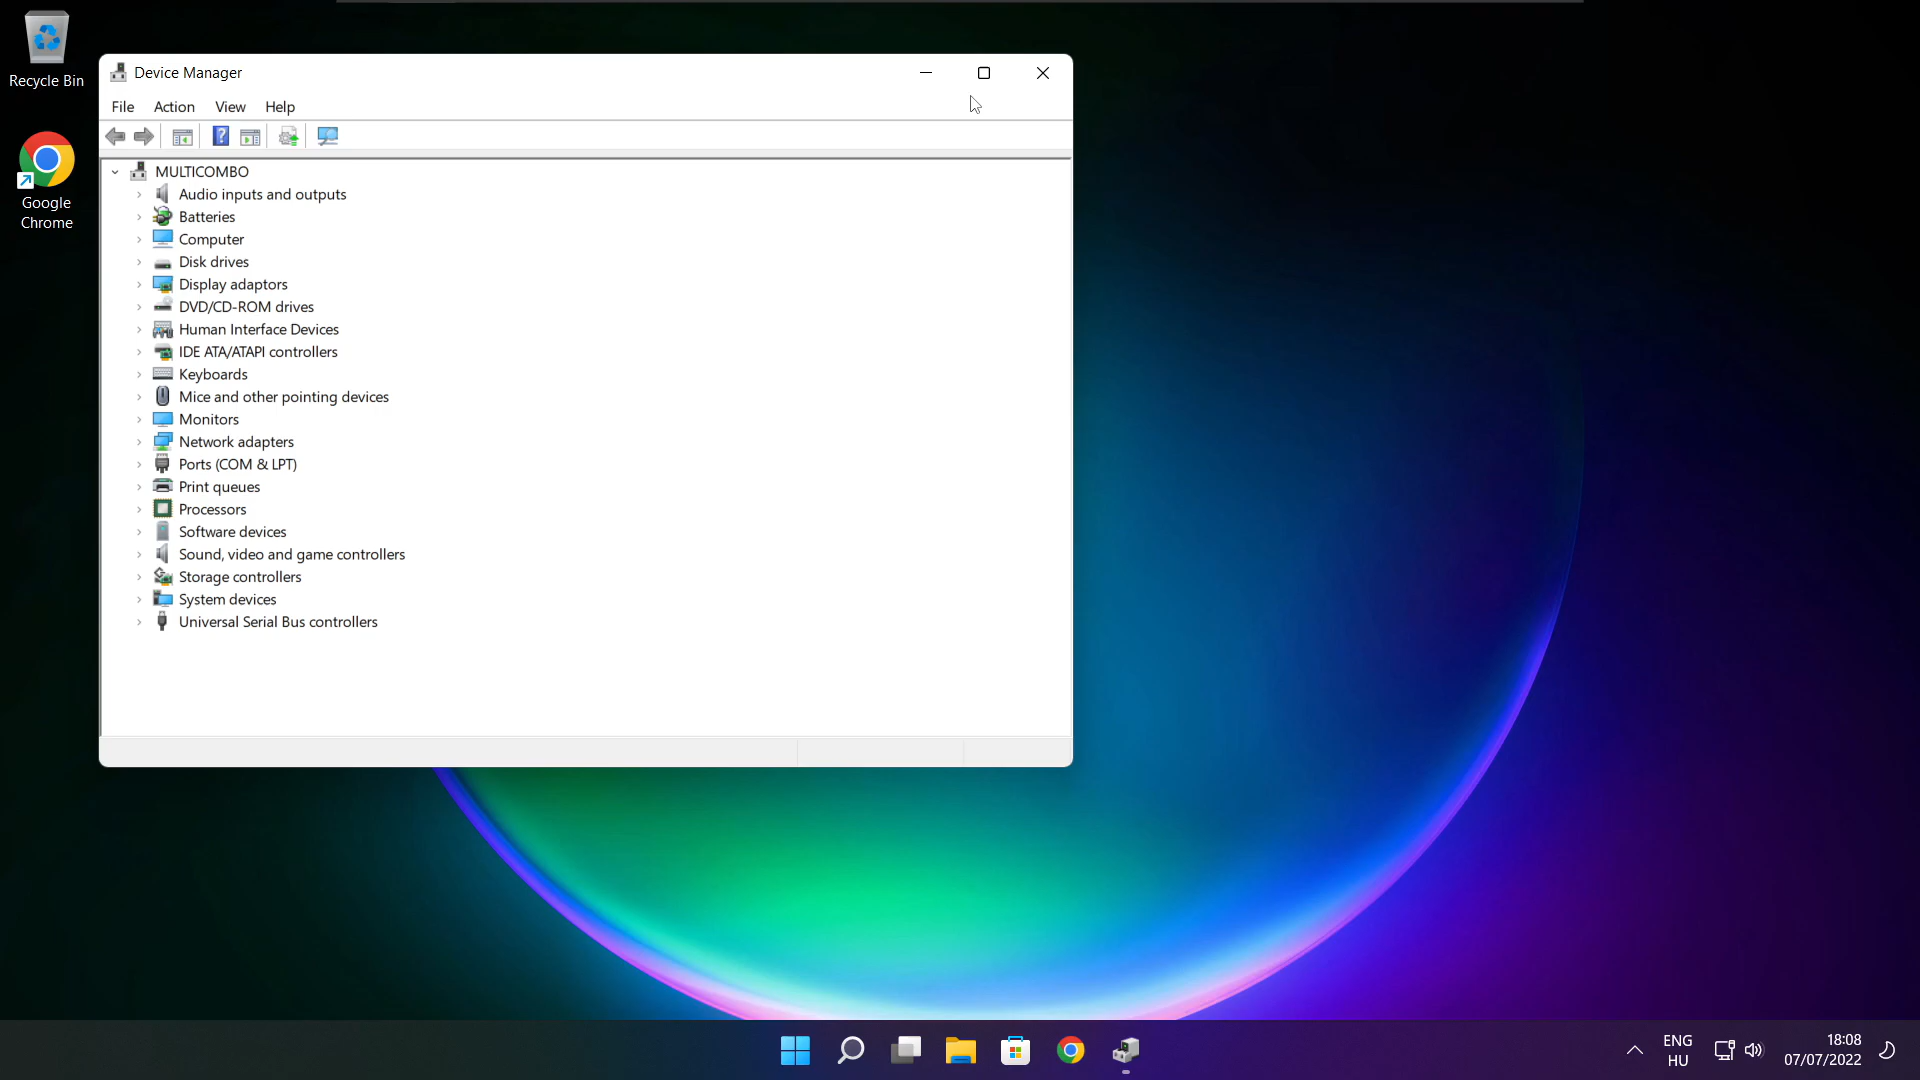 Recycle Bin
Google
Chrome
Device Manager
File Action View Help
MULTICOMBO
Audio inputs and outputs
Batteries
Computer
Disk drives
Display adaptors
DVD/CD-ROM drives
Human Interface Devices
IDE ATA/ATAPI controllers
Keyboards
Mice and other pointing devices
Monitors
Network adapters
Ports (COM & LPT)
Print queues
Processors
Software devices
Sound, video and game controllers
Storage controllers
System devices
Universal Serial Bus controllers
ENG
HU
18:08
07/07/2022